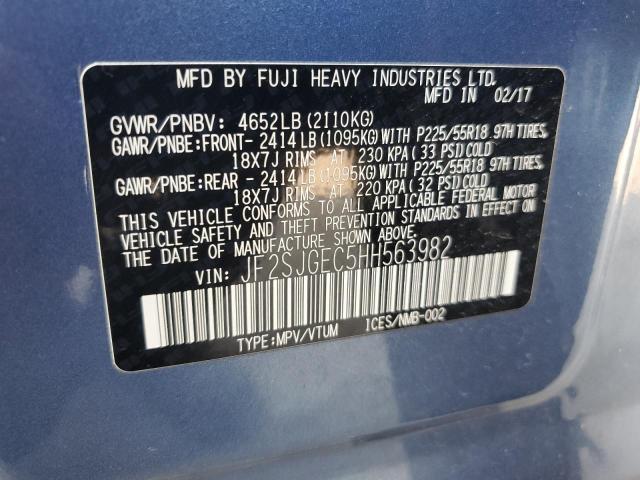 MFD BY FUJI HEAVY INDUSTRIES LTD.
MFD IN 02/17
GVWR/PNBV: 4652LB(2110KG)
GAWR/PNBE:FRONT- 2414LB(1095KG)WITH P225/55R18 97H TIRES,
18X7J RIMS AT 230 KPA(33 PSI)COLD
GAWR/PNBE:REAR - 2414LB(1095KG)WITH P225/55R18 97H TIRES,
18X7J RIMS AT 220 KPA(32 PSI)COLD
THIS VEHICLE CONFORMS TO ALL APPLICABLE FEDERAL MOTOR
VEHICLE SAFETY AND THEFT PREVENTION STANDARDS IN EFFECT ON
THE DATE OF MANUFACTURE SHOWN ABOVE.
VIN: JF2SJGEC5HH563982
TYPE:MPV/VTUM ICES/NMB-002